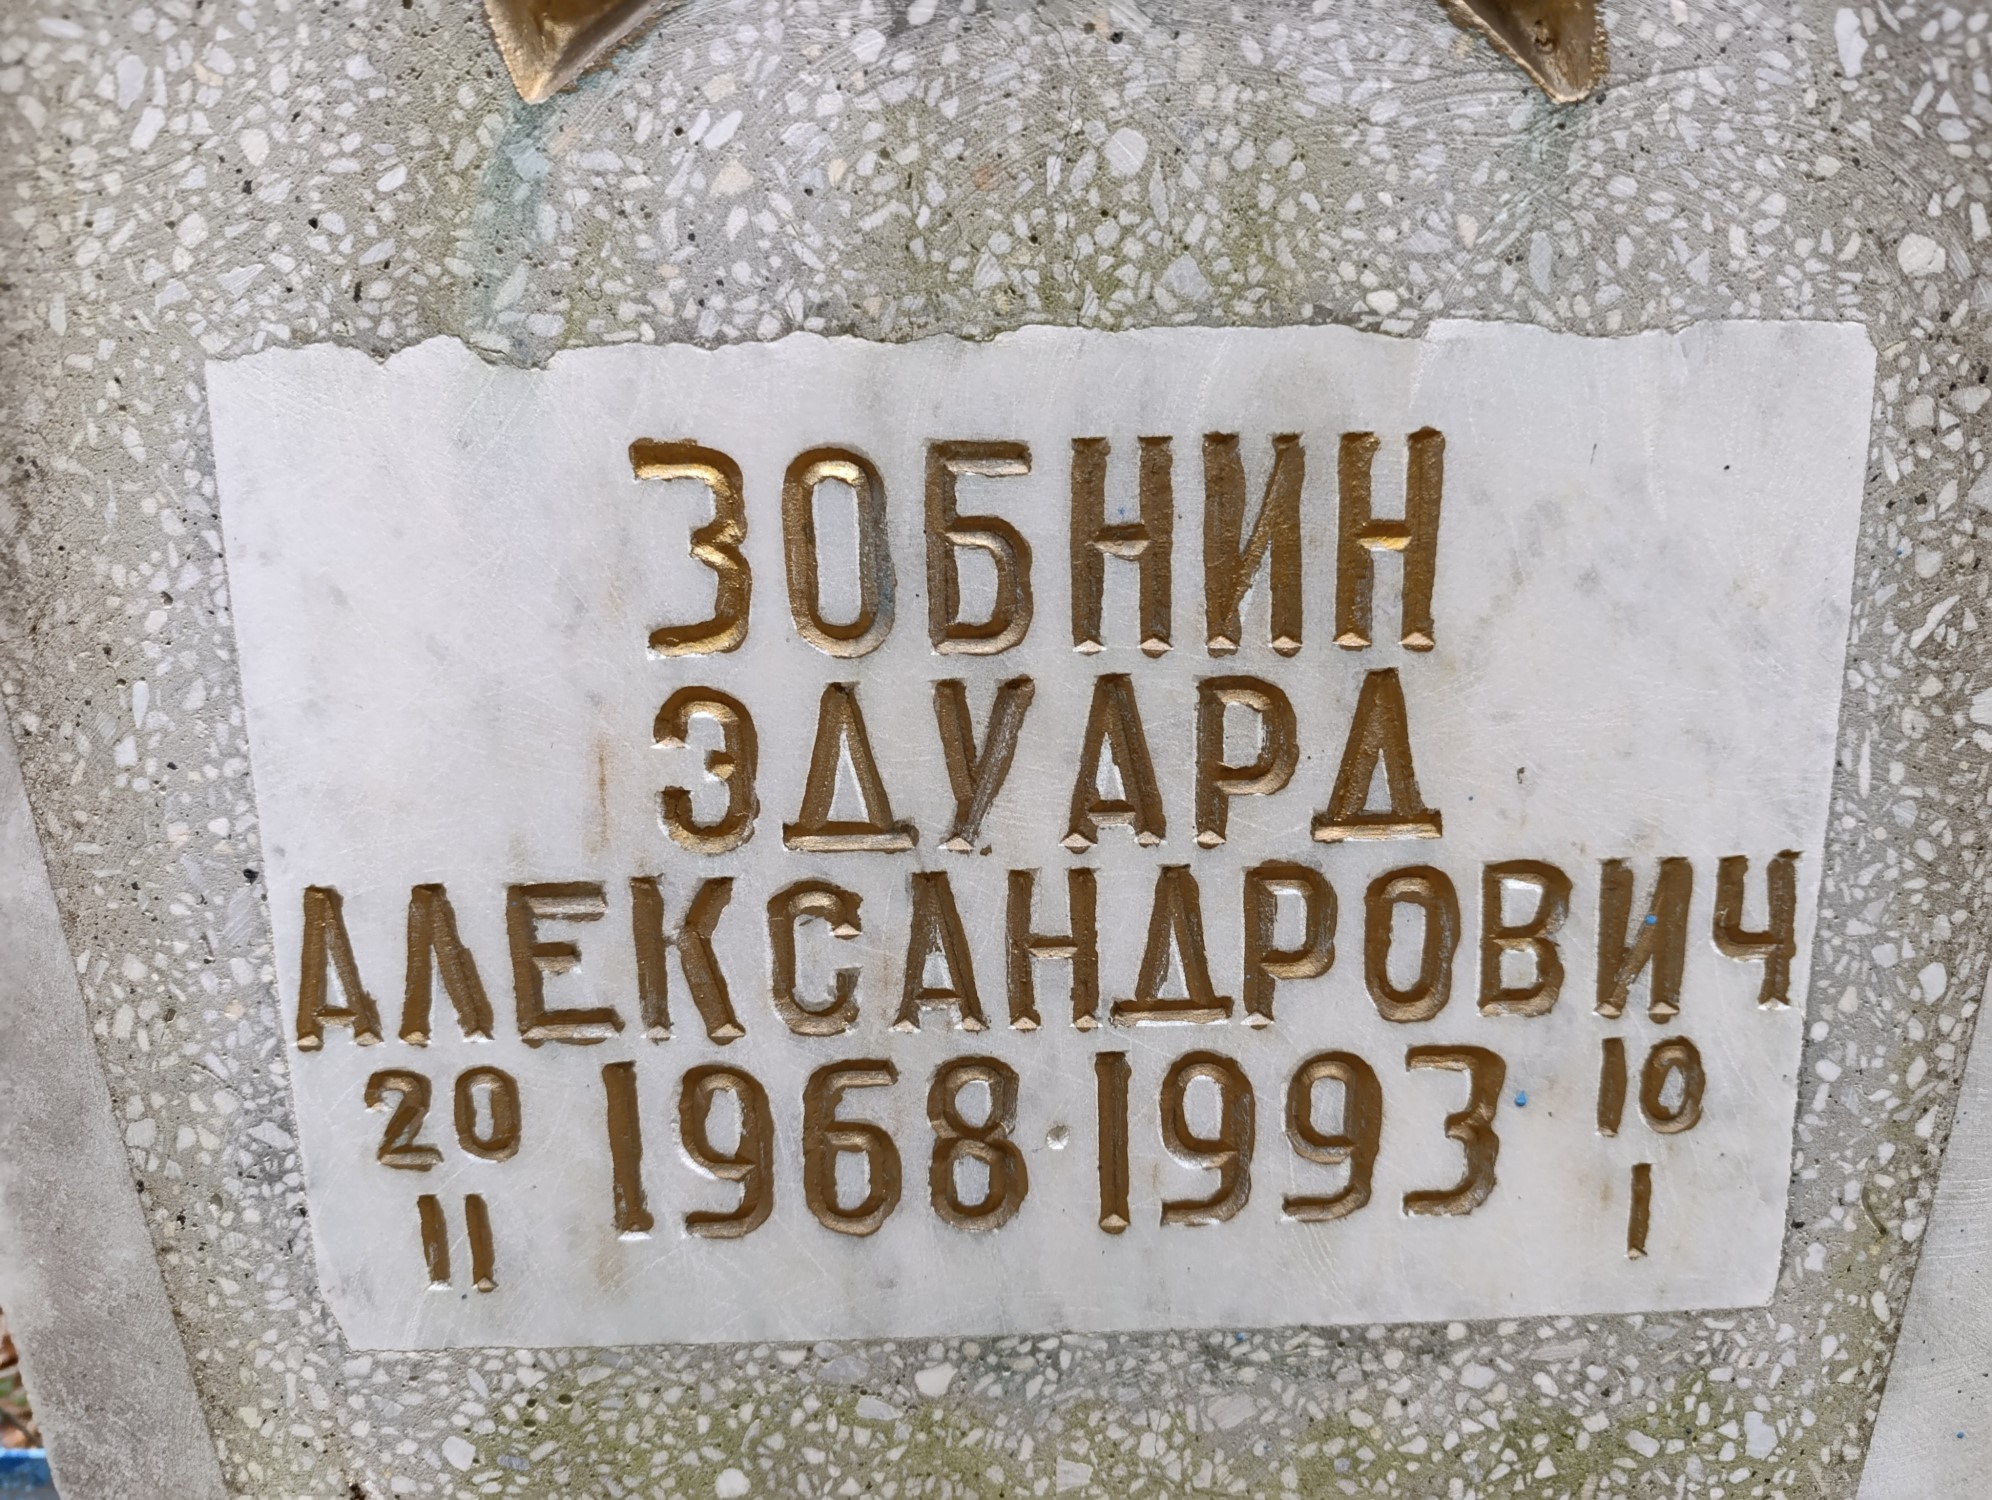 ЗОБНИН
ЭДУАРД
АЛЕКСАНДРОВИЧ
20 1968·1993 10
11 1